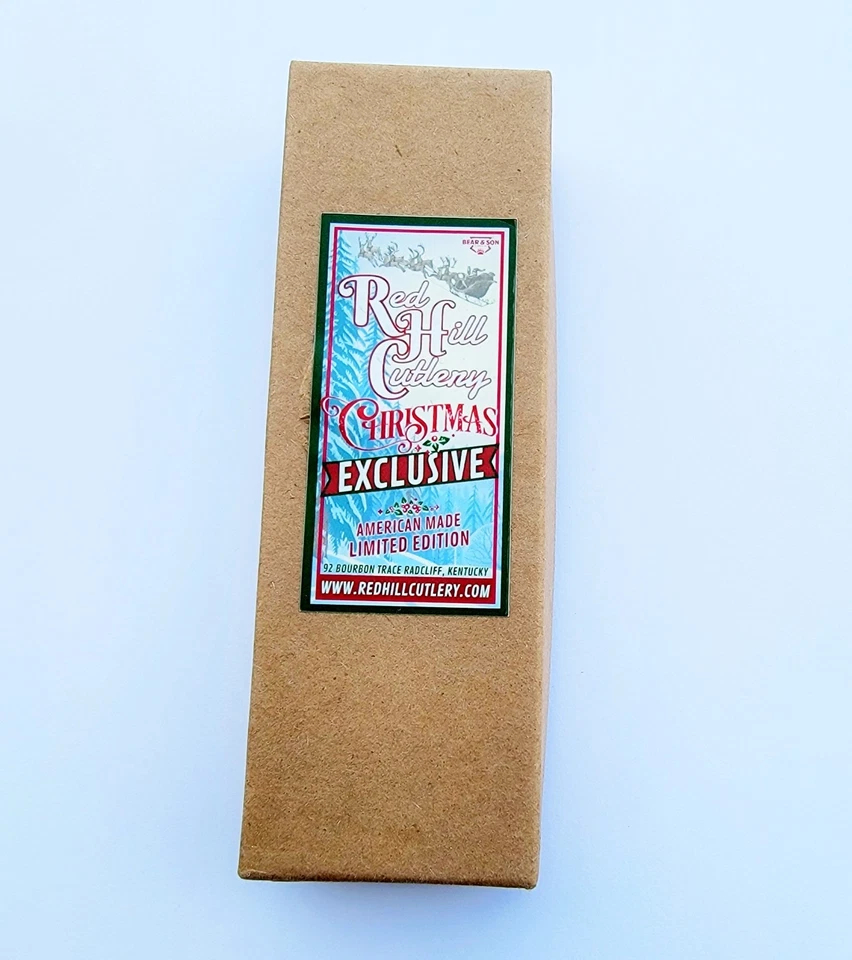 BEAR & SON
Red
Hill
Cutlery
CHRISTMAS
EXCLUSIVE
AMERICAN MADE
LIMITED EDITION
92 BOURBON TRACE RADCLIFF, KENTUCKY
WWW.REDHILLCUTLERY.COM